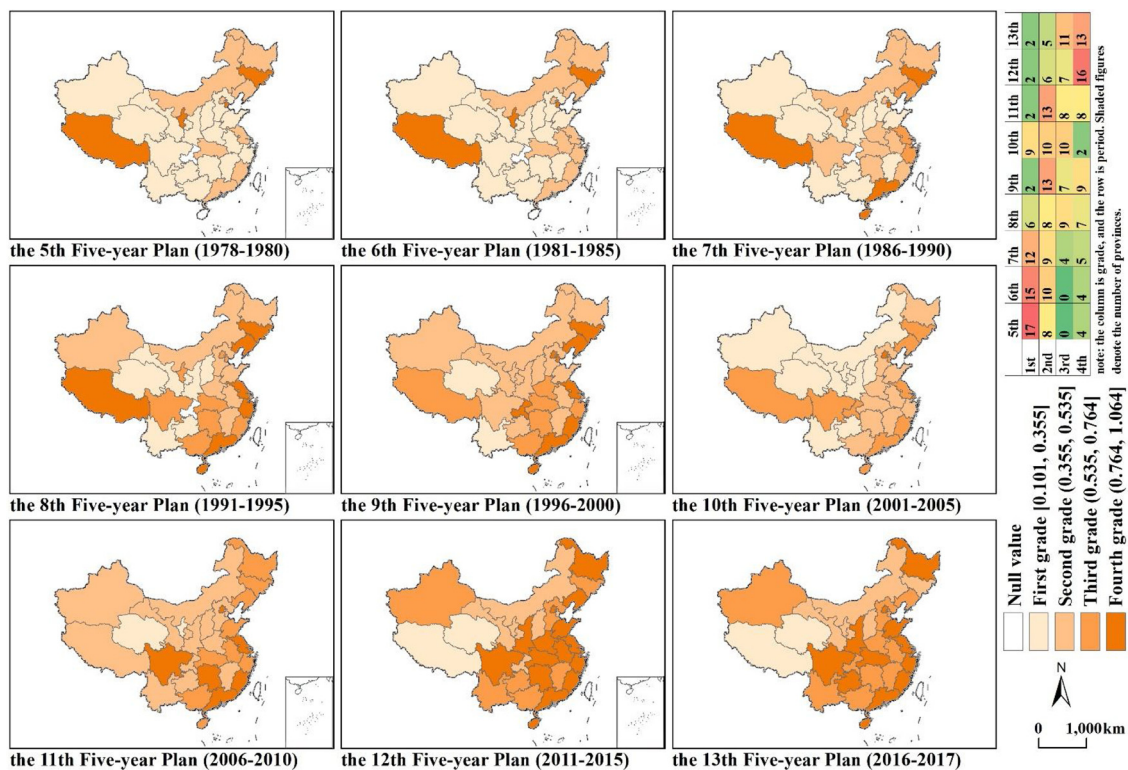 the 5th Five-year Plan (1978-1980)
the 6th Five-year Plan (1981-1985)
the 7th Five-year Plan (1986-1990)
the 8th Five-year Plan (1991-1995)
the 9th Five-year Plan (1996-2000)
the 10th Five-year Plan (2001-2005)
the 11th Five-year Plan (2006-2010)
the 12th Five-year Plan (2011-2015)
the 13th Five-year Plan (2016-2017)
5th 6th 7th 8th 9th 10th 11th 12th 13th
1st 17 15 12 6 2 9 2 2 2
2nd 8 10 9 8 13 10 13 6 5
3rd 0 0 4 9 7 10 8 7 11
4th 4 4 5 7 9 2 8 16 13
note: the column is grade, and the row is period. Shaded figures
denote the number of provinces.
Null value
First grade [0.101, 0.355]
Second grade (0.355, 0.535]
Third grade (0.535, 0.764]
Fourth grade (0.764, 1.064]
N
0 1,000km